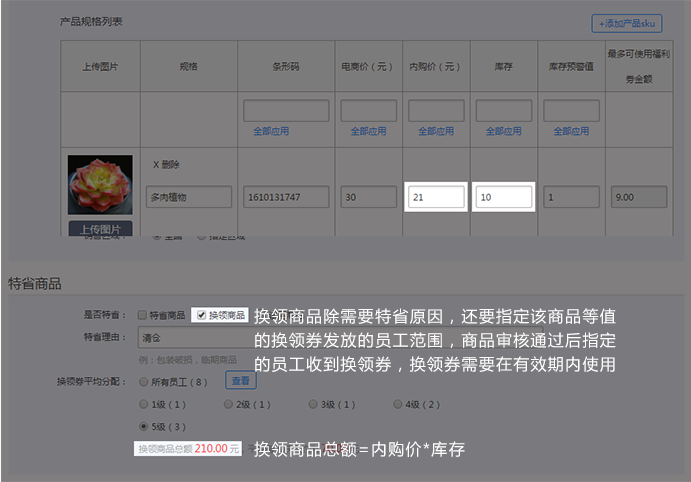 产品规格列表
+添加产品sku
上传图片 规格 条形码 电商价（元） 内购价（元） 库存 库存预警值 最多可使用福利
券金额
全部应用 全部应用 全部应用 全部应用 全部应用
X 删除
多肉植物 1610131747 30 21 10 1 9.00
上传图片
全国 指定区域
特省商品
是否特省： 特省商品 换领商品
换领商品除需要特省原因，还要指定该商品等值
特省理由： 清仓
的换领券发放的员工范围，商品审核通过后指定
例：包装破损，临期商品
的员工收到换领券，换领券需要在有效期内使用
换领券平均分配： 所有员工（8） 查看
1级（1） 2级（1） 3级（1） 4级（2）
5级（3）
换领商品总额 210.00 元
换领商品总额=内购价*库存